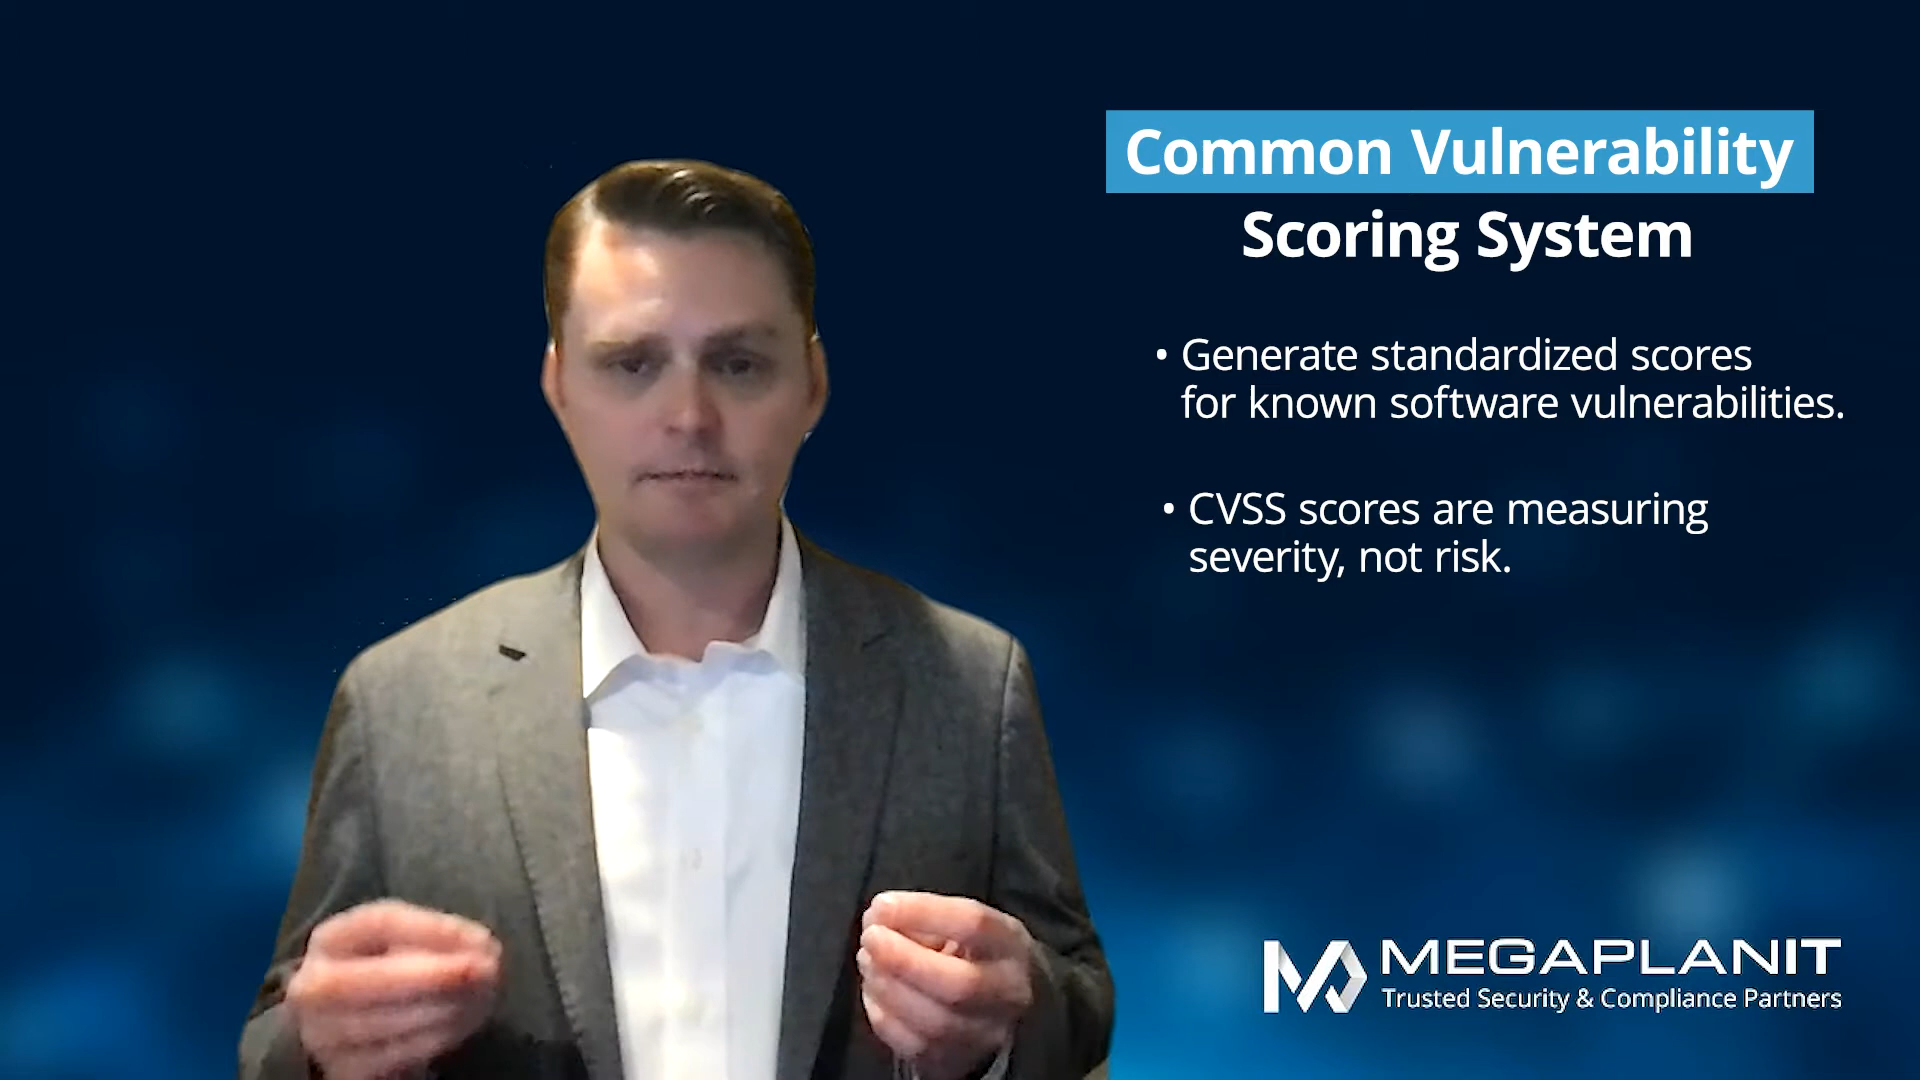 Common Vulnerability
Scoring System
• Generate standardized scores
for known software vulnerabilities.
• CVSS scores are measuring
severity, not risk.
MEGAPLANIT
Trusted Security & Compliance Partners